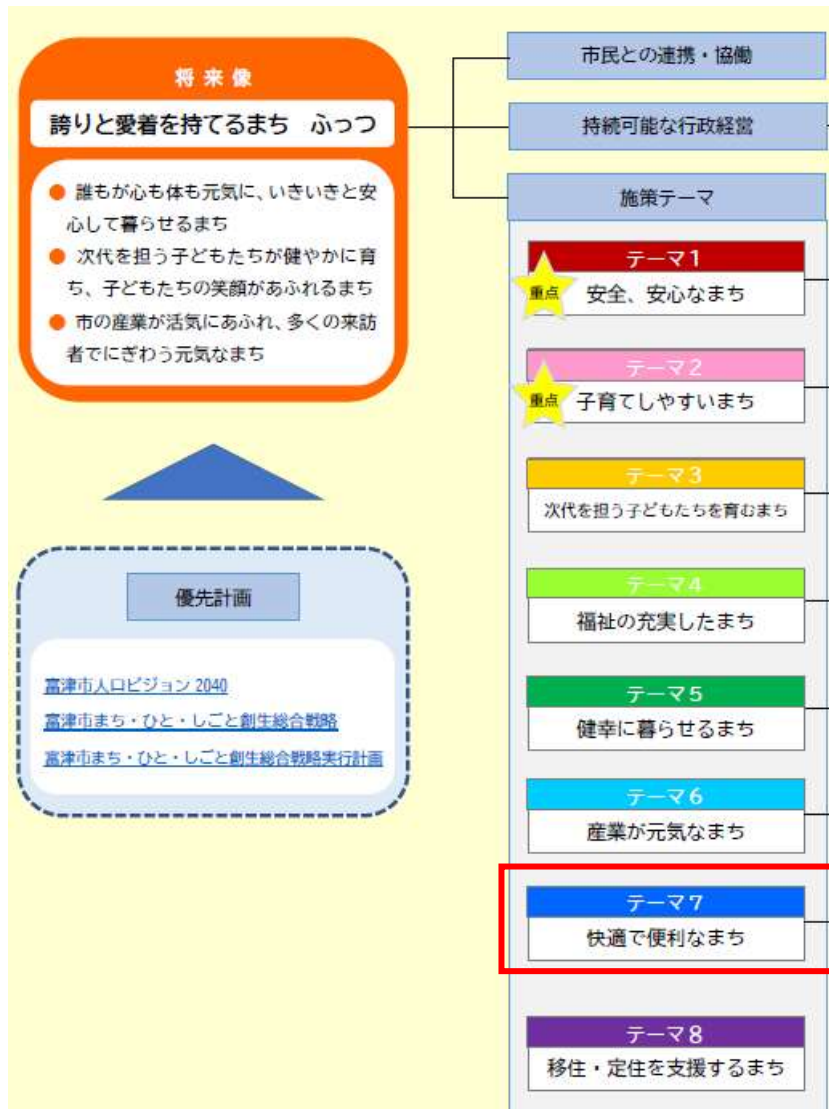 将来像
誇りと愛着を持てるまち　ふっつ
● 誰もが心も体も元気に、いきいきと安
心して暮らせるまち
● 次代を担う子どもたちが健やかに育
ち、子どもたちの笑顔があふれるまち
● 市の産業が活気にあふれ、多くの来訪
者でにぎわう元気なまち
優先計画
富津市人口ビジョン 2040
富津市まち・ひと・しごと創生総合戦略
富津市まち・ひと・しごと創生総合戦略実行計画
市民との連携・協働
持続可能な行政経営
施策テーマ
テーマ1
重点
安全、安心なまち
テーマ2
重点
子育てしやすいまち
テーマ3
次代を担う子どもたちを育むまち
テーマ4
福祉の充実したまち
テーマ5
健幸に暮らせるまち
テーマ6
産業が元気なまち
テーマ7
快適で便利なまち
テーマ8
移住・定住を支援するまち